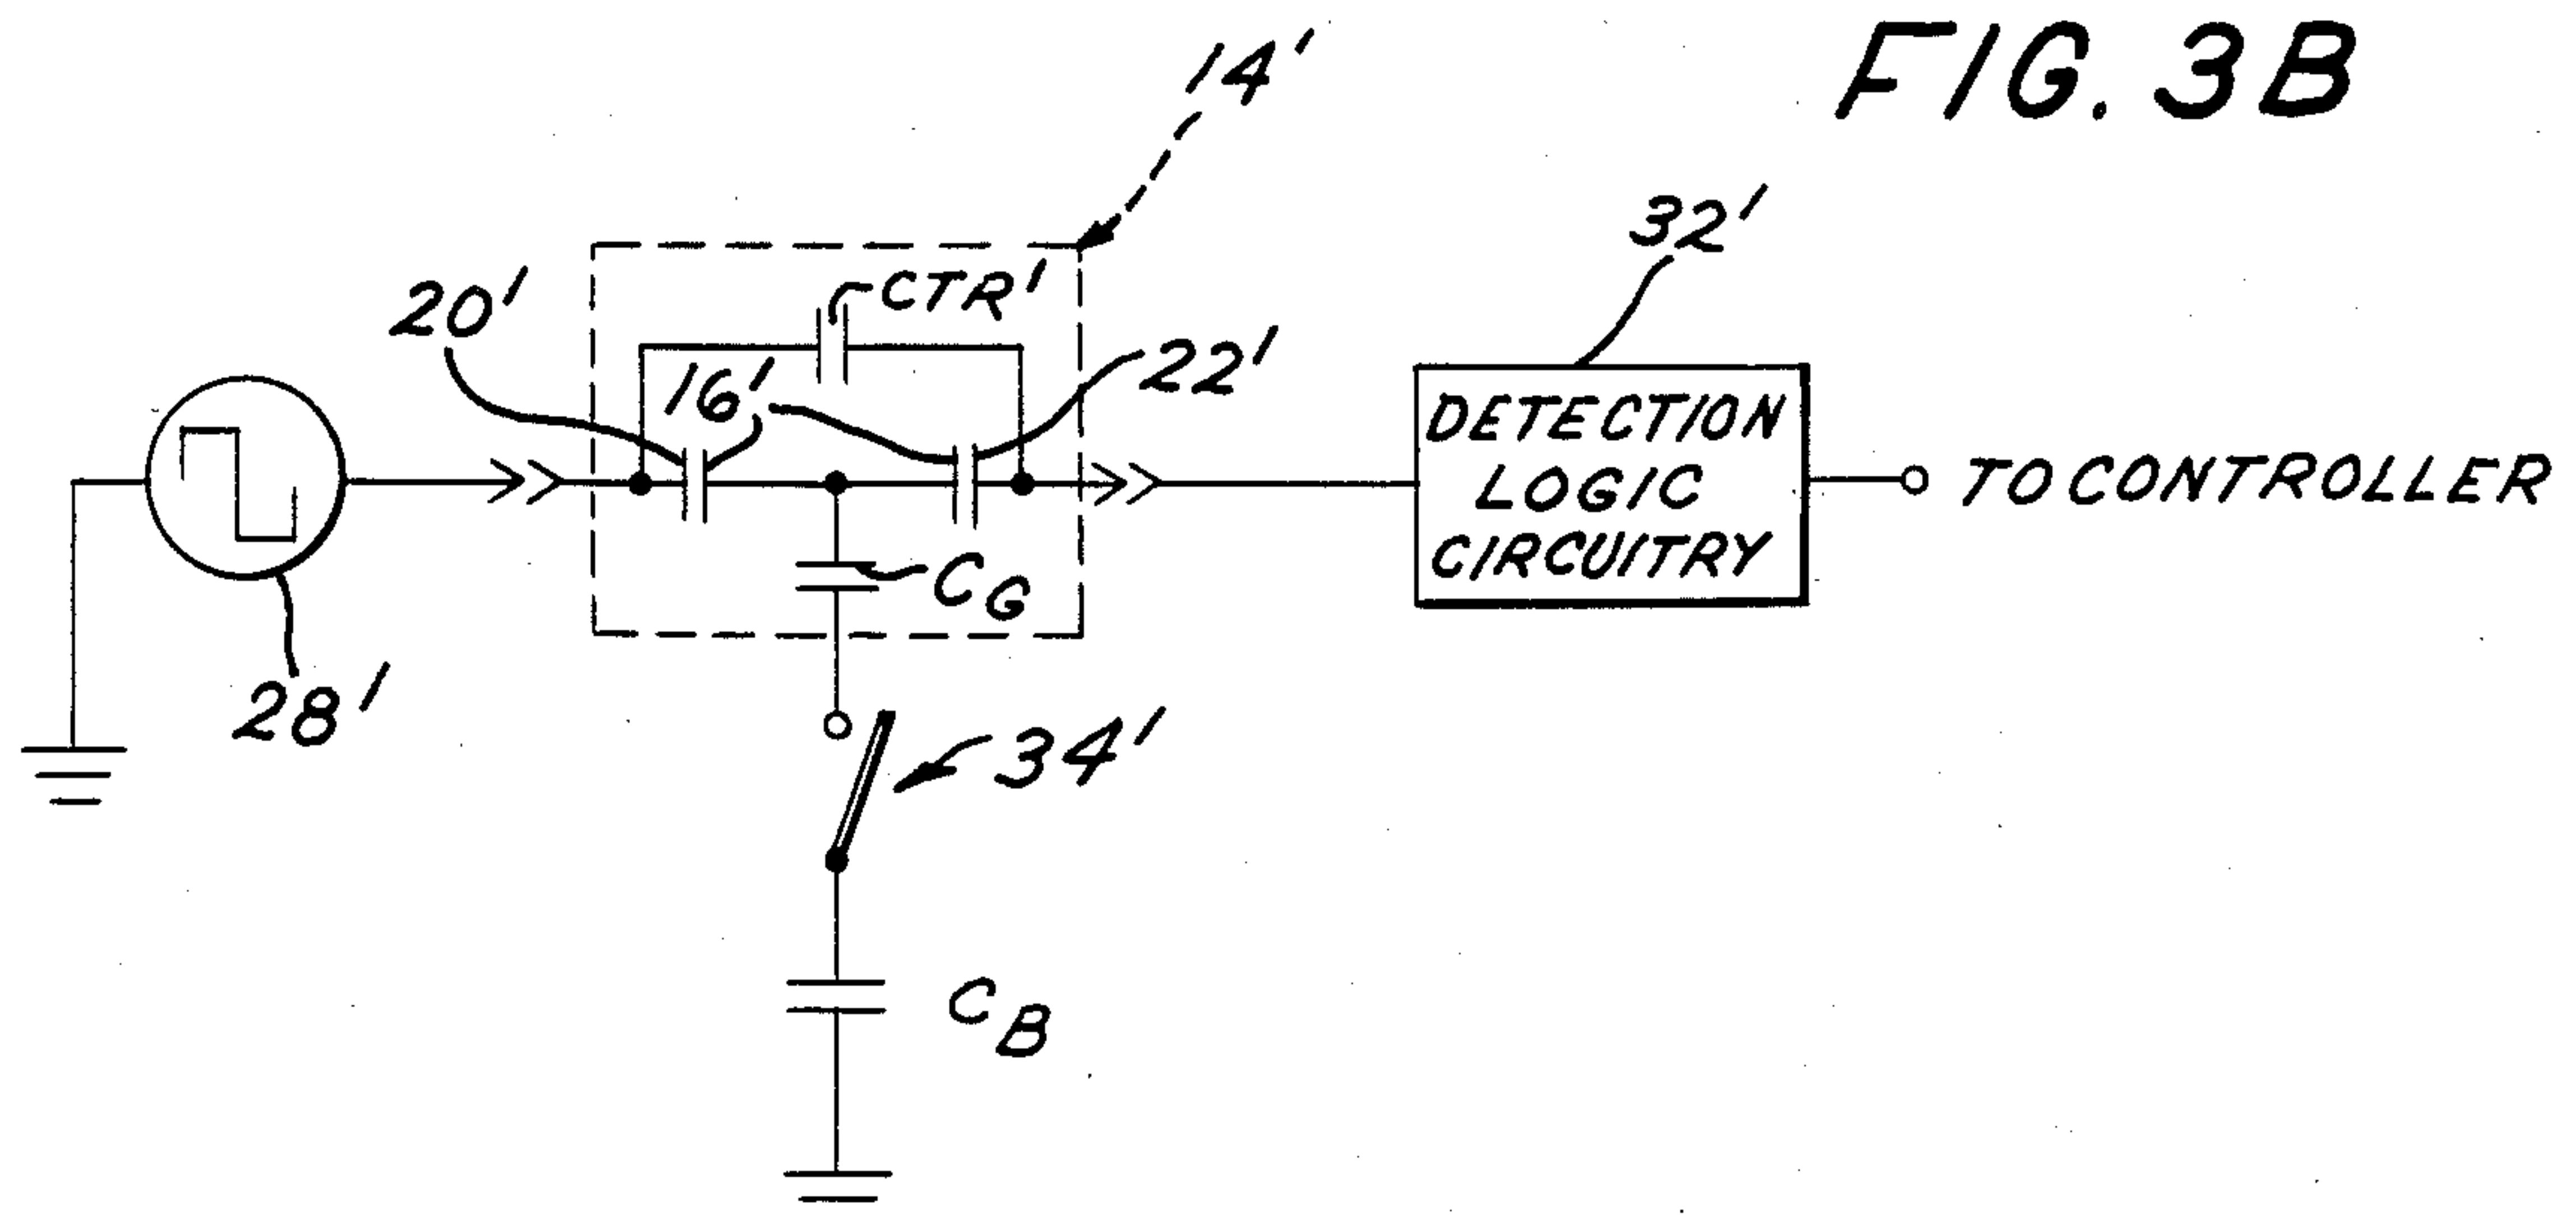 FIG. 3B
14'
32'
CTR'
20'
16'
22'
DETECTION
LOGIC
CIRCUITRY
TO CONTROLLER
CG
28'
34'
CB